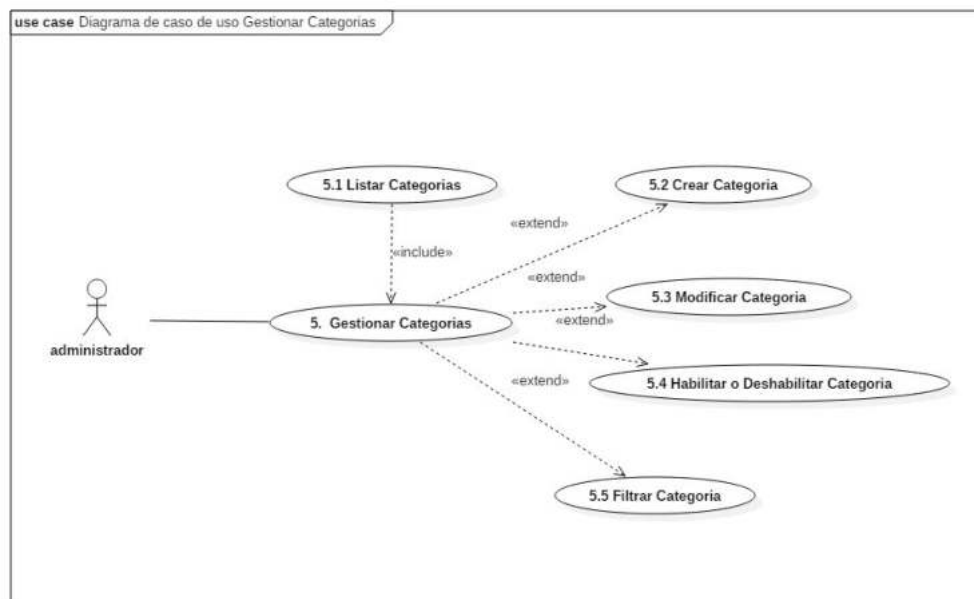 use case Diagrama de caso de uso Gestionar Categorias
5.1 Listar Categorias
5.2 Crear Categoria
«extend»
«include»
«extend»
5.3 Modificar Categoria
«extend»
5. Gestionar Categorias
administrador
«extend»
5.4 Habilitar o Deshabilitar Categoria
5.5 Filtrar Categoria